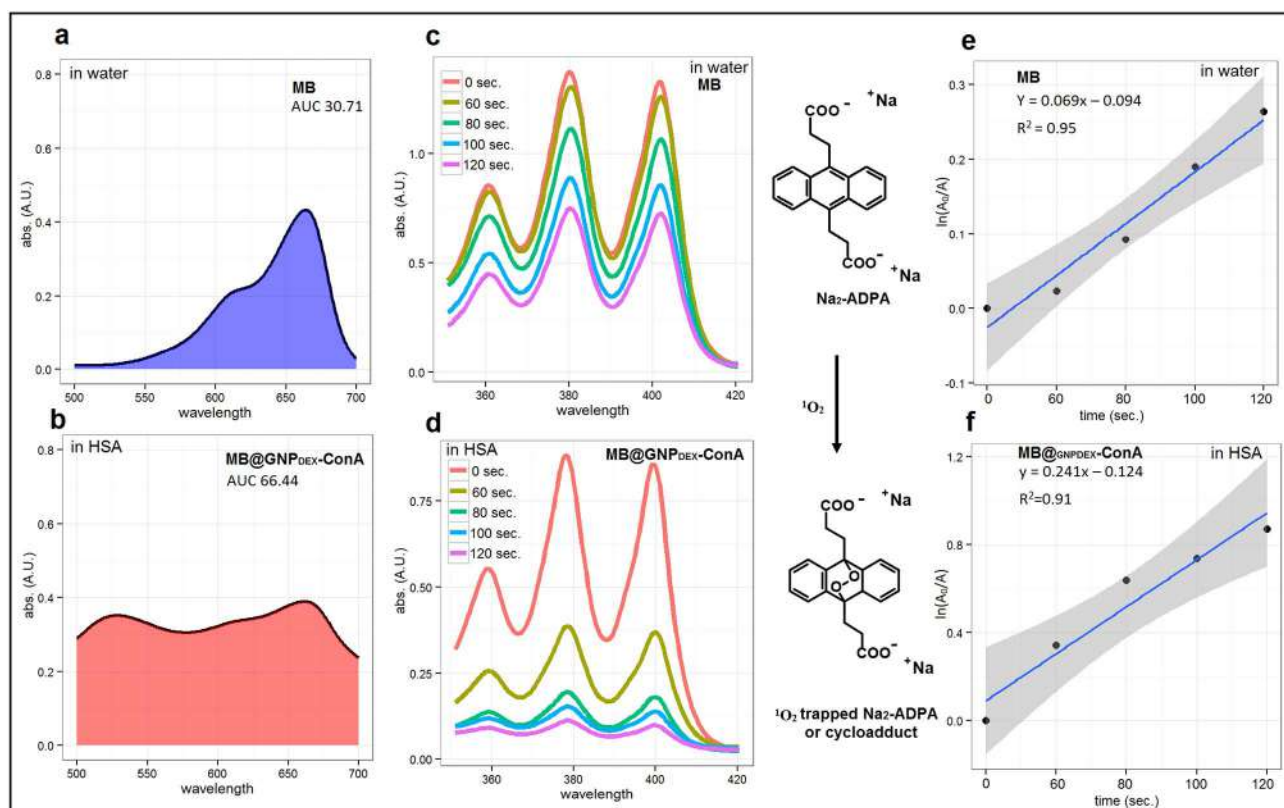 a
in water
MB
AUC 30.71
0.8
0.6
0.4
0.2
0.0
abs. (A.U.)
500
550
600
650
700
wavelength
b
in HSA
MB@GNPDEX-ConA
AUC 66.44
0.8
0.6
0.4
0.2
0.0
abs. (A.U.)
500
550
600
650
700
wavelength
c
in water
MB
0 sec.
60 sec.
80 sec.
100 sec.
120 sec.
1.0
0.5
0.0
abs. (A.U.)
360
380
400
420
wavelength
d
in HSA
MB@GNPDEX-ConA
0 sec.
60 sec.
80 sec.
100 sec.
120 sec.
0.75
0.50
0.25
0.00
abs. (A.U.)
360
380
400
420
wavelength
COO⁻ ⁺Na
COO⁻ ⁺Na
Na₂-ADPA
¹O₂
COO⁻ ⁺Na
O-O
COO⁻ ⁺Na
¹O₂ trapped Na₂-ADPA
or cycloadduct
e
in water
MB
Y = 0.069x – 0.094
R² = 0.95
0.3
0.2
0.1
0.0
-0.1
ln(A₀/A)
0
60
80
100
120
time (sec.)
f
in HSA
MB@GNPDEX-ConA
y = 0.241x – 0.124
R²=0.91
1.2
0.8
0.4
0.0
ln(A₀/A)
0
60
80
100
120
time (sec.)